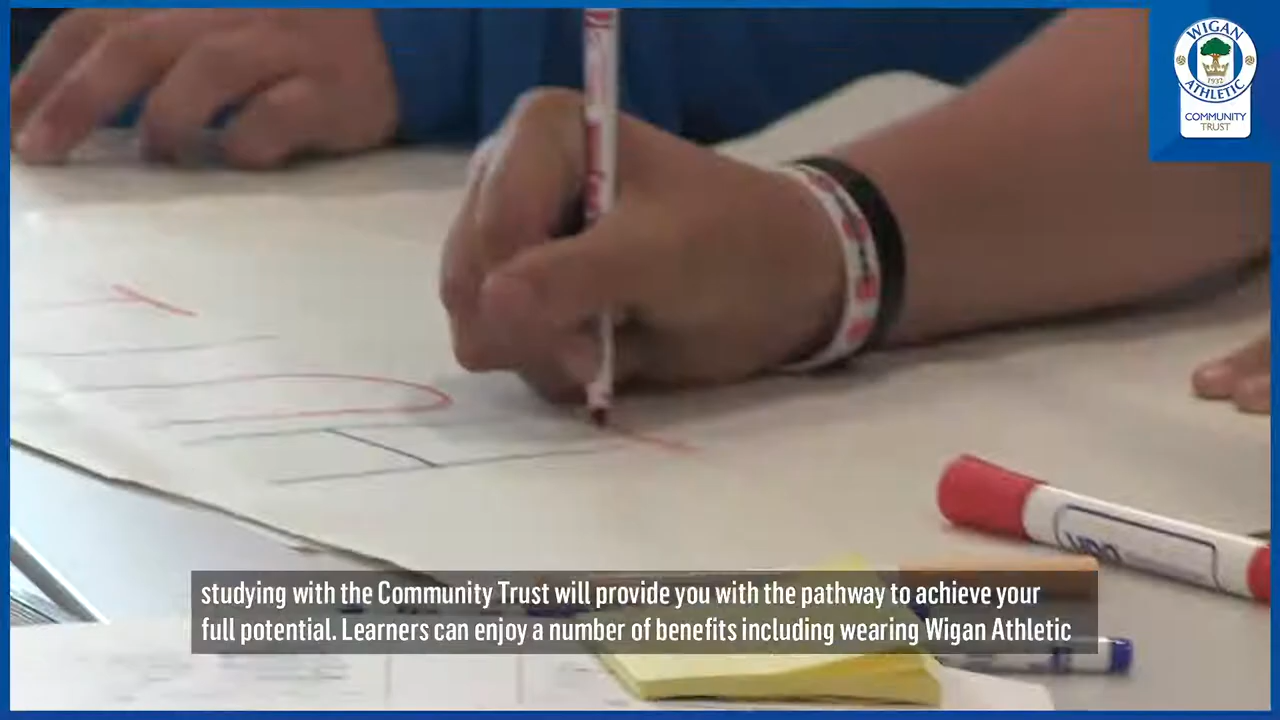 WIGAN
1932
ATHLETIC
COMMUNITY
TRUST
studying with the Community Trust will provide you with the pathway to achieve your
full potential. Learners can enjoy a number of benefits including wearing Wigan Athletic